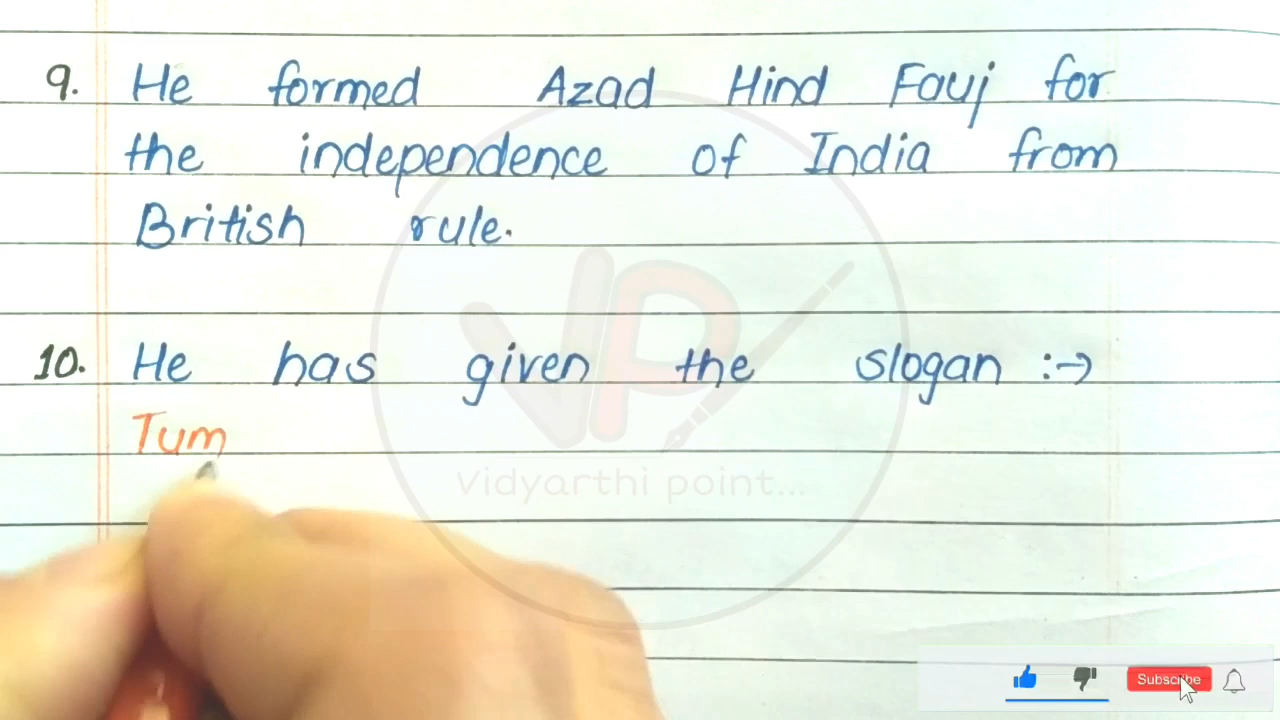 9. He formed Azad Hind Fauj for
the independence of India from
British rule.
10. He has given the slogan :→
Tum
VP
Vidyarthi point...
Subscribe